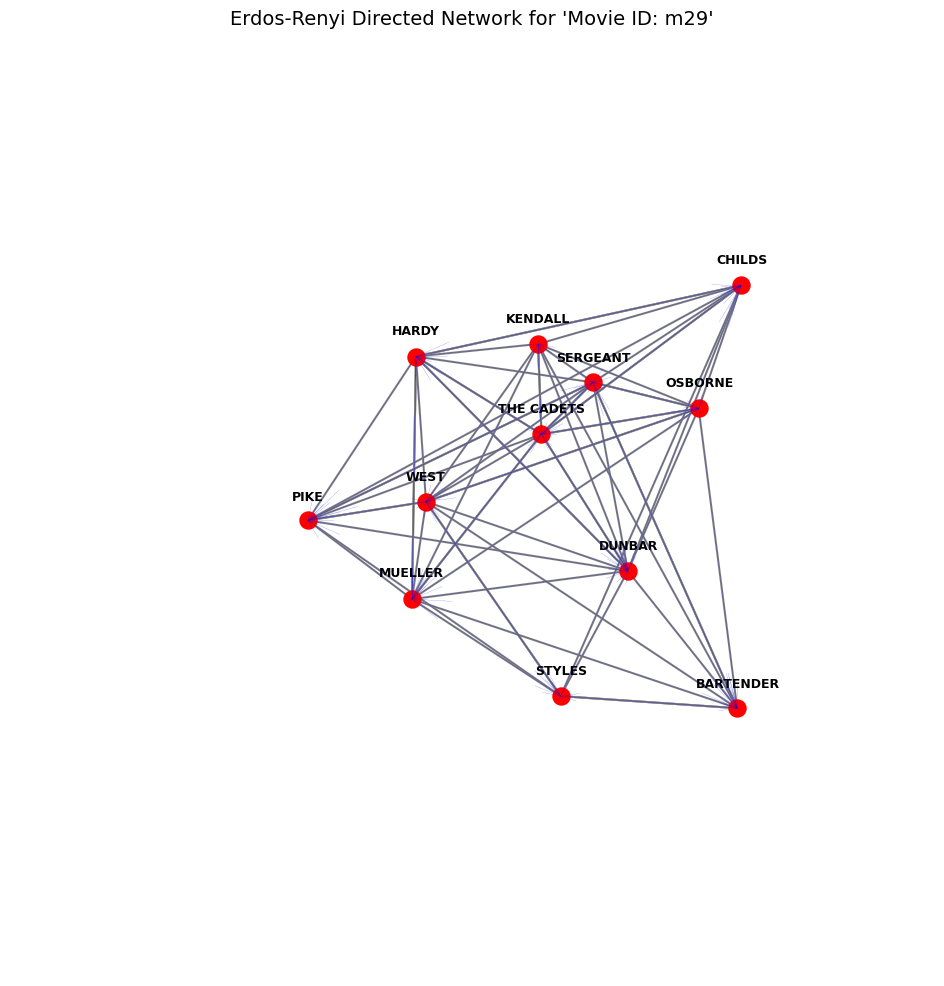 Erdos-Renyi Directed Network for 'Movie ID: m29'
CHILDS
KENDALL
HARDY
SERGEANT
OSBORNE
THE CADETS
WEST
PIKE
DUNBAR
MUELLER
STYLES
BARTENDER